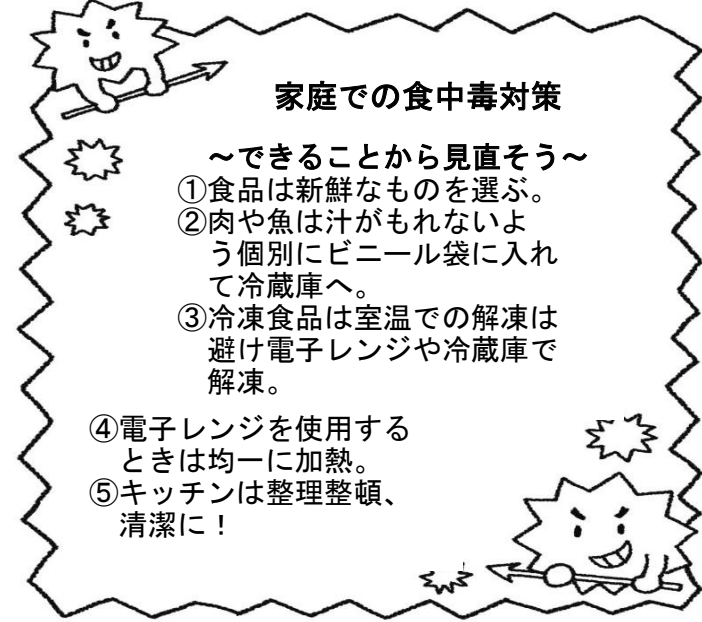 家庭での食中毒対策
～できることから見直そう～
①食品は新鮮なものを選ぶ。
②肉や魚は汁がもれないよ
う個別にビニール袋に入れ
て冷蔵庫へ。
③冷凍食品は室温での解凍は
避け電子レンジや冷蔵庫で
解凍。
④電子レンジを使用する
ときは均一に加熱。
⑤キッチンは整理整頓、
清潔に！